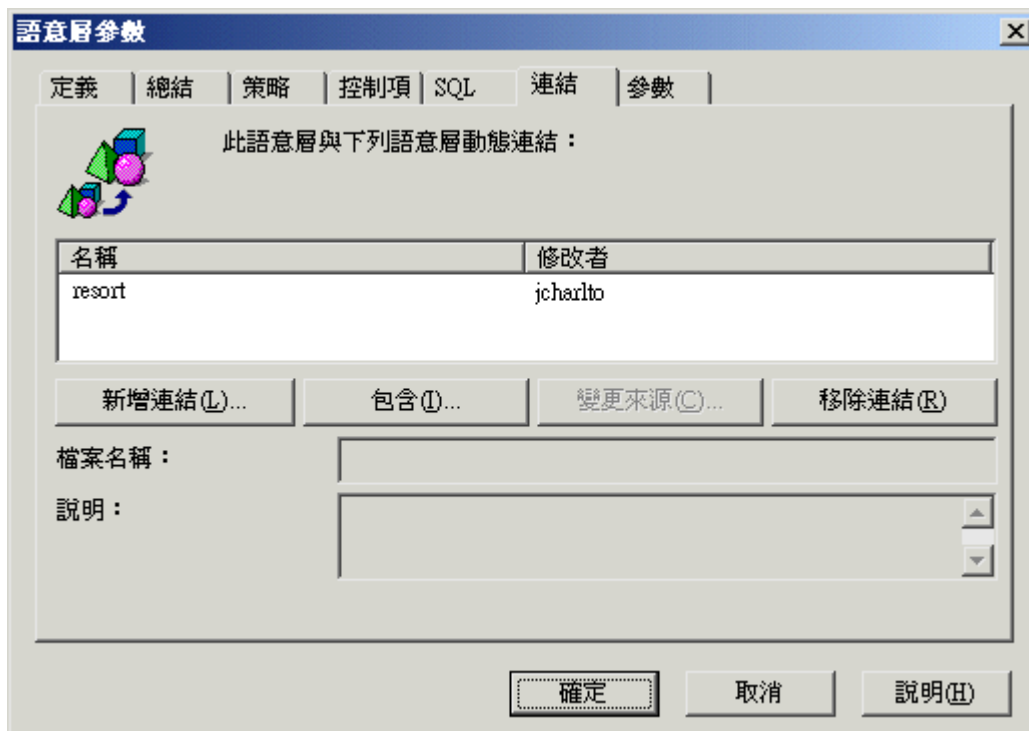 語意層參數
定義 總結 策略 控制項 SQL 連結 參數
此語意層與下列語意層動態連結：
名稱 修改者
resort jcharlto
新增連結(L)... 包含(I)... 變更來源(C)... 移除連結(R)
檔案名稱：
說明：
確定 取消 說明(H)